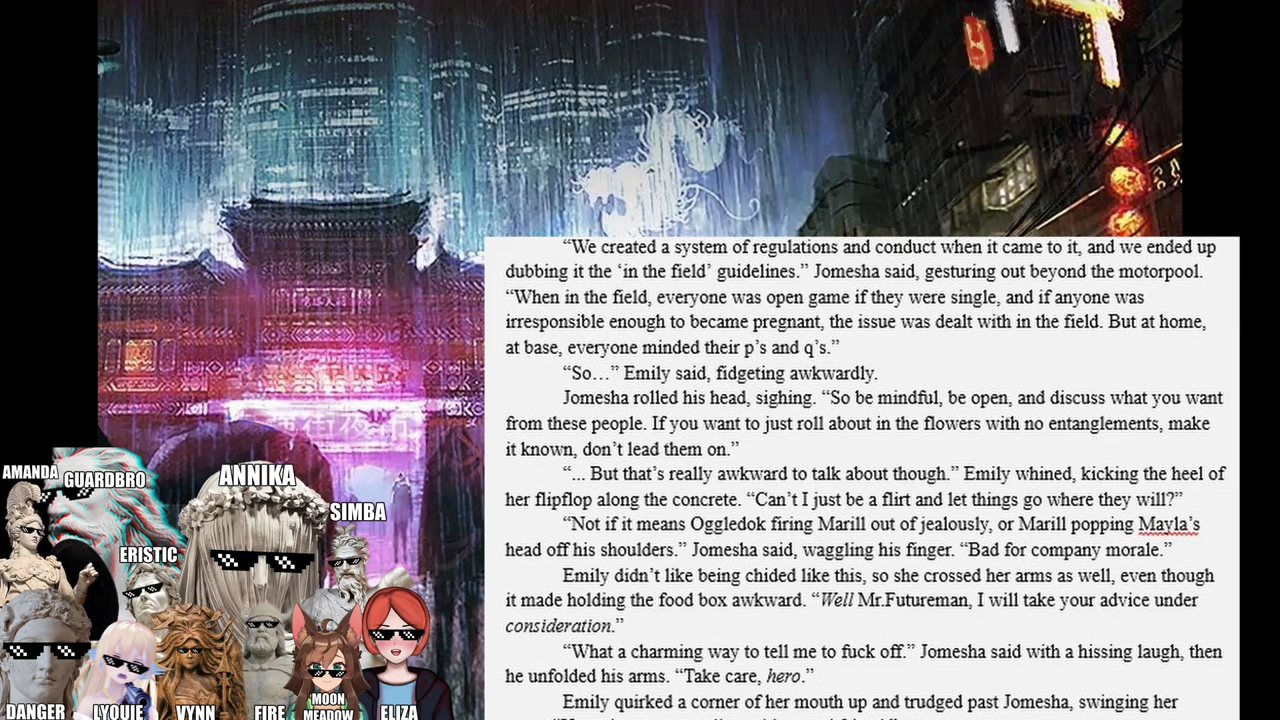 “We created a system of regulations and conduct when it came to it, and we ended up
dubbing it the ‘in the field’ guidelines.” Jomesha said, gesturing out beyond the motorpool.
“When in the field, everyone was open game if they were single, and if anyone was
irresponsible enough to became pregnant, the issue was dealt with in the field. But at home,
at base, everyone minded their p’s and q’s.”
“So…” Emily said, fidgeting awkwardly.
Jomesha rolled his head, sighing. “So be mindful, be open, and discuss what you want
from these people. If you want to just roll about in the flowers with no entanglements, make
it known, don’t lead them on.”
“... But that’s really awkward to talk about though.” Emily whined, kicking the heel of
her flipflop along the concrete. “Can’t I just be a flirt and let things go where they will?”
“Not if it means Oggledok firing Marill out of jealously, or Marill popping Mayla’s
head off his shoulders.” Jomesha said, waggling his finger. “Bad for company morale.”
Emily didn’t like being chided like this, so she crossed her arms as well, even though
it made holding the food box awkward. “Well Mr.Futureman, I will take your advice under
consideration.”
“What a charming way to tell me to fuck off.” Jomesha said with a hissing laugh, then
he unfolded his arms. “Take care, hero.”
Emily quirked a corner of her mouth up and trudged past Jomesha, swinging her
AMANDA
GUARDBRO
ANNIKA
SIMBA
ERISTIC
DANGER
LYQUIE
VYNN
FIRE
MOON
MEADOW
ELIZA